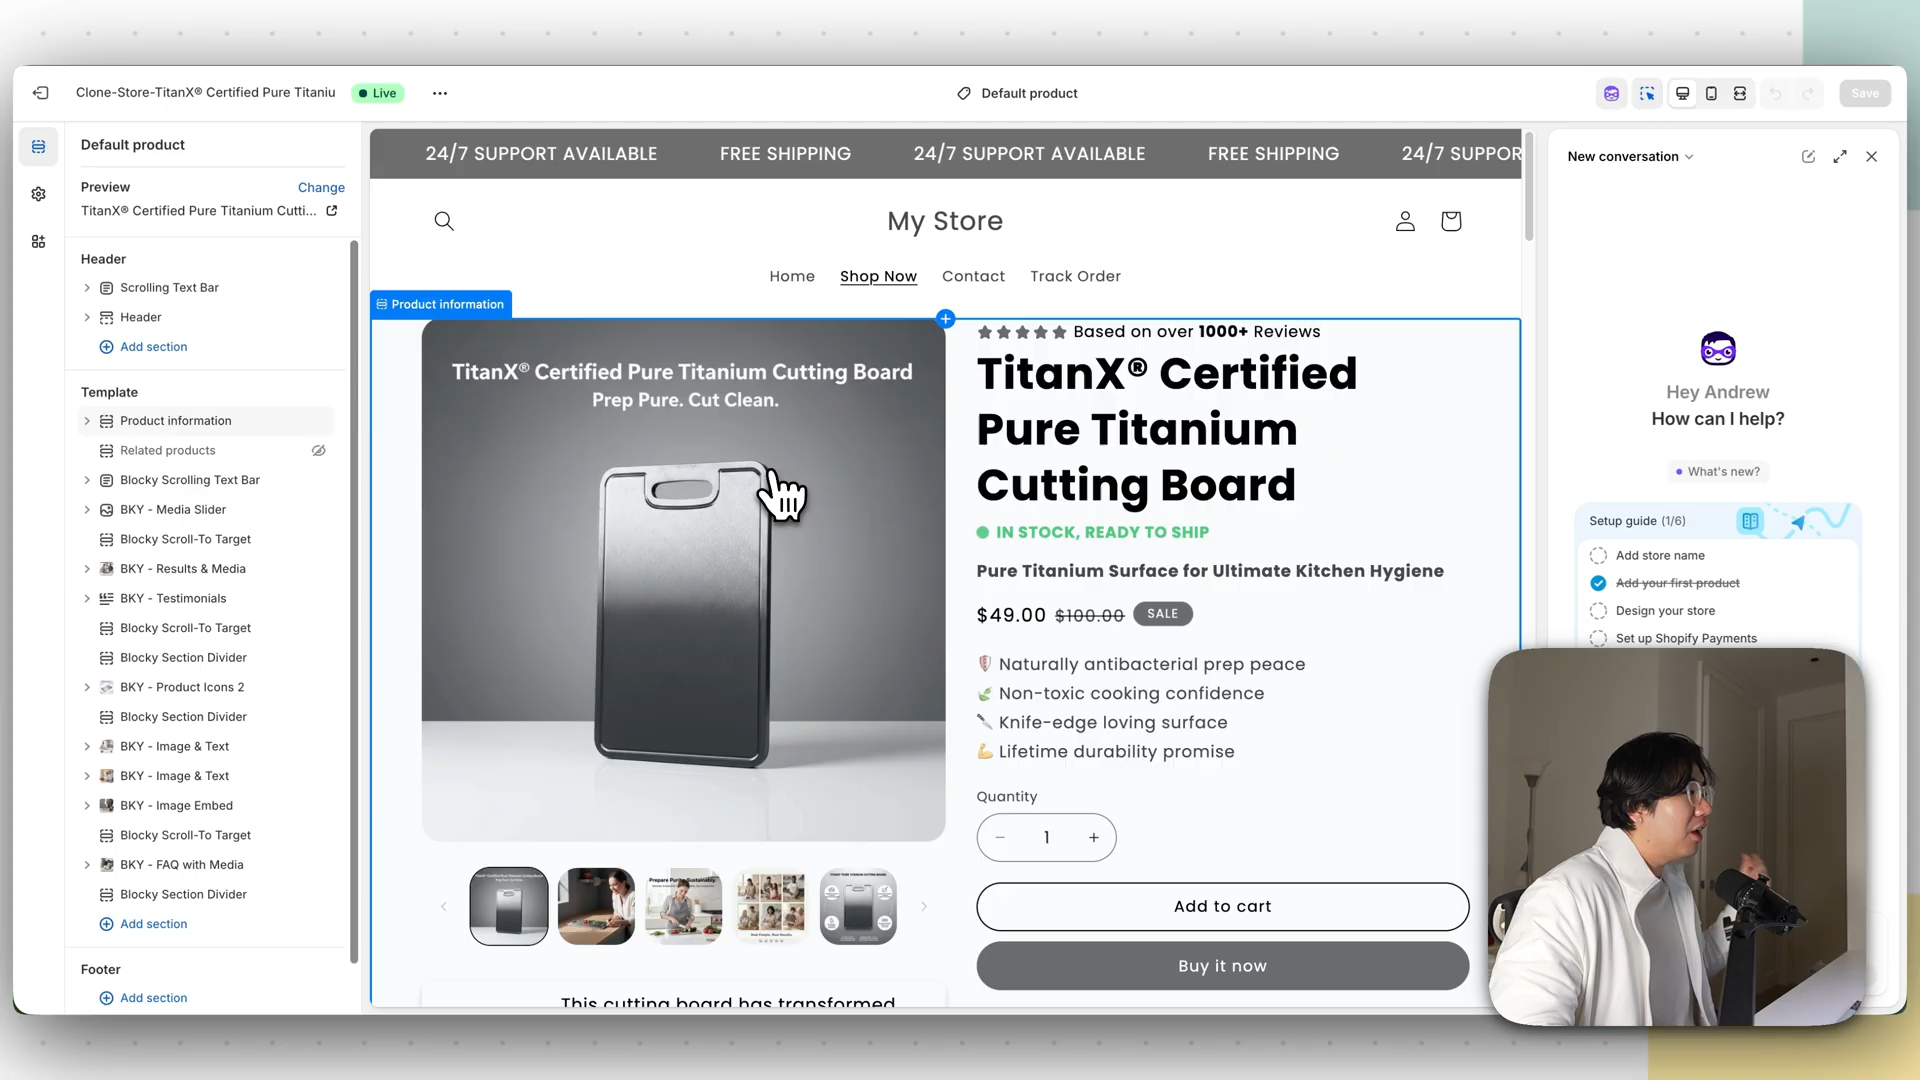 Clone-Store-TitanX® Certified Pure Titaniu
Live
Default product
Save
Default product
Preview
Change
TitanX® Certified Pure Titanium Cutti...
Header
Scrolling Text Bar
Header
Add section
Template
Product information
Related products
Blocky Scrolling Text Bar
BKY - Media Slider
Blocky Scroll-To Target
BKY - Results & Media
BKY - Testimonials
Blocky Scroll-To Target
Blocky Section Divider
BKY - Product Icons 2
Blocky Section Divider
BKY - Image & Text
BKY - Image & Text
BKY - Image Embed
Blocky Scroll-To Target
BKY - FAQ with Media
Blocky Section Divider
Add section
Footer
Add section
24/7 SUPPORT AVAILABLE FREE SHIPPING 24/7 SUPPORT AVAILABLE FREE SHIPPING 24/7 SUPPOR
My Store
Home Shop Now Contact Track Order
Product information
TitanX® Certified Pure Titanium Cutting Board
Prep Pure. Cut Clean.
This cutting board has transformed
Based on over 1000+ Reviews
TitanX® Certified
Pure Titanium
Cutting Board
IN STOCK, READY TO SHIP
Pure Titanium Surface for Ultimate Kitchen Hygiene
$49.00 $100.00 SALE
Naturally antibacterial prep peace
Non-toxic cooking confidence
Knife-edge loving surface
Lifetime durability promise
Quantity
1
Add to cart
Buy it now
New conversation
Hey Andrew
How can I help?
What's new?
Setup guide (1/6)
Add store name
Add your first product
Design your store
Set up Shopify Payments